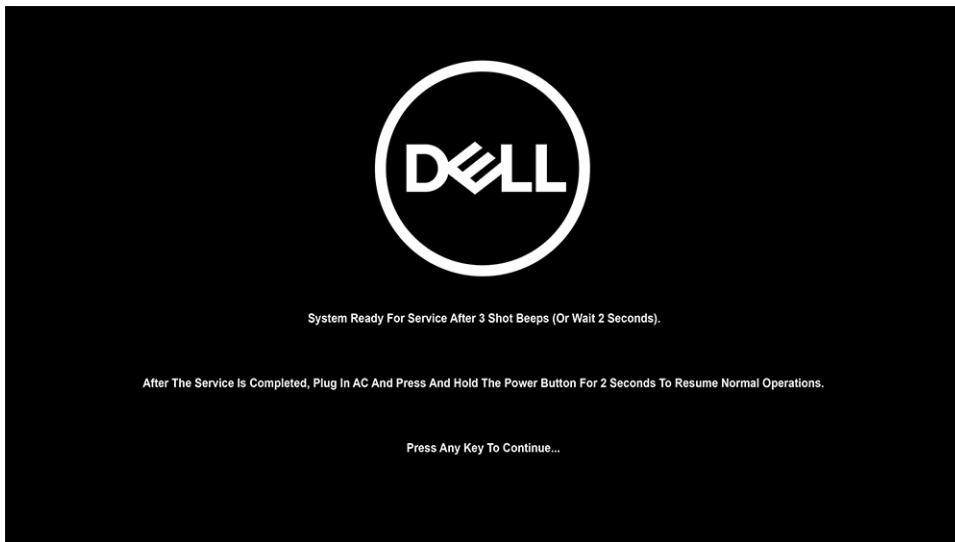 DELL
System Ready For Service After 3 Shot Beeps (Or Wait 2 Seconds).
After The Service Is Completed, Plug In AC And Press And Hold The Power Button For 2 Seconds To Resume Normal Operations.
Press Any Key To Continue...